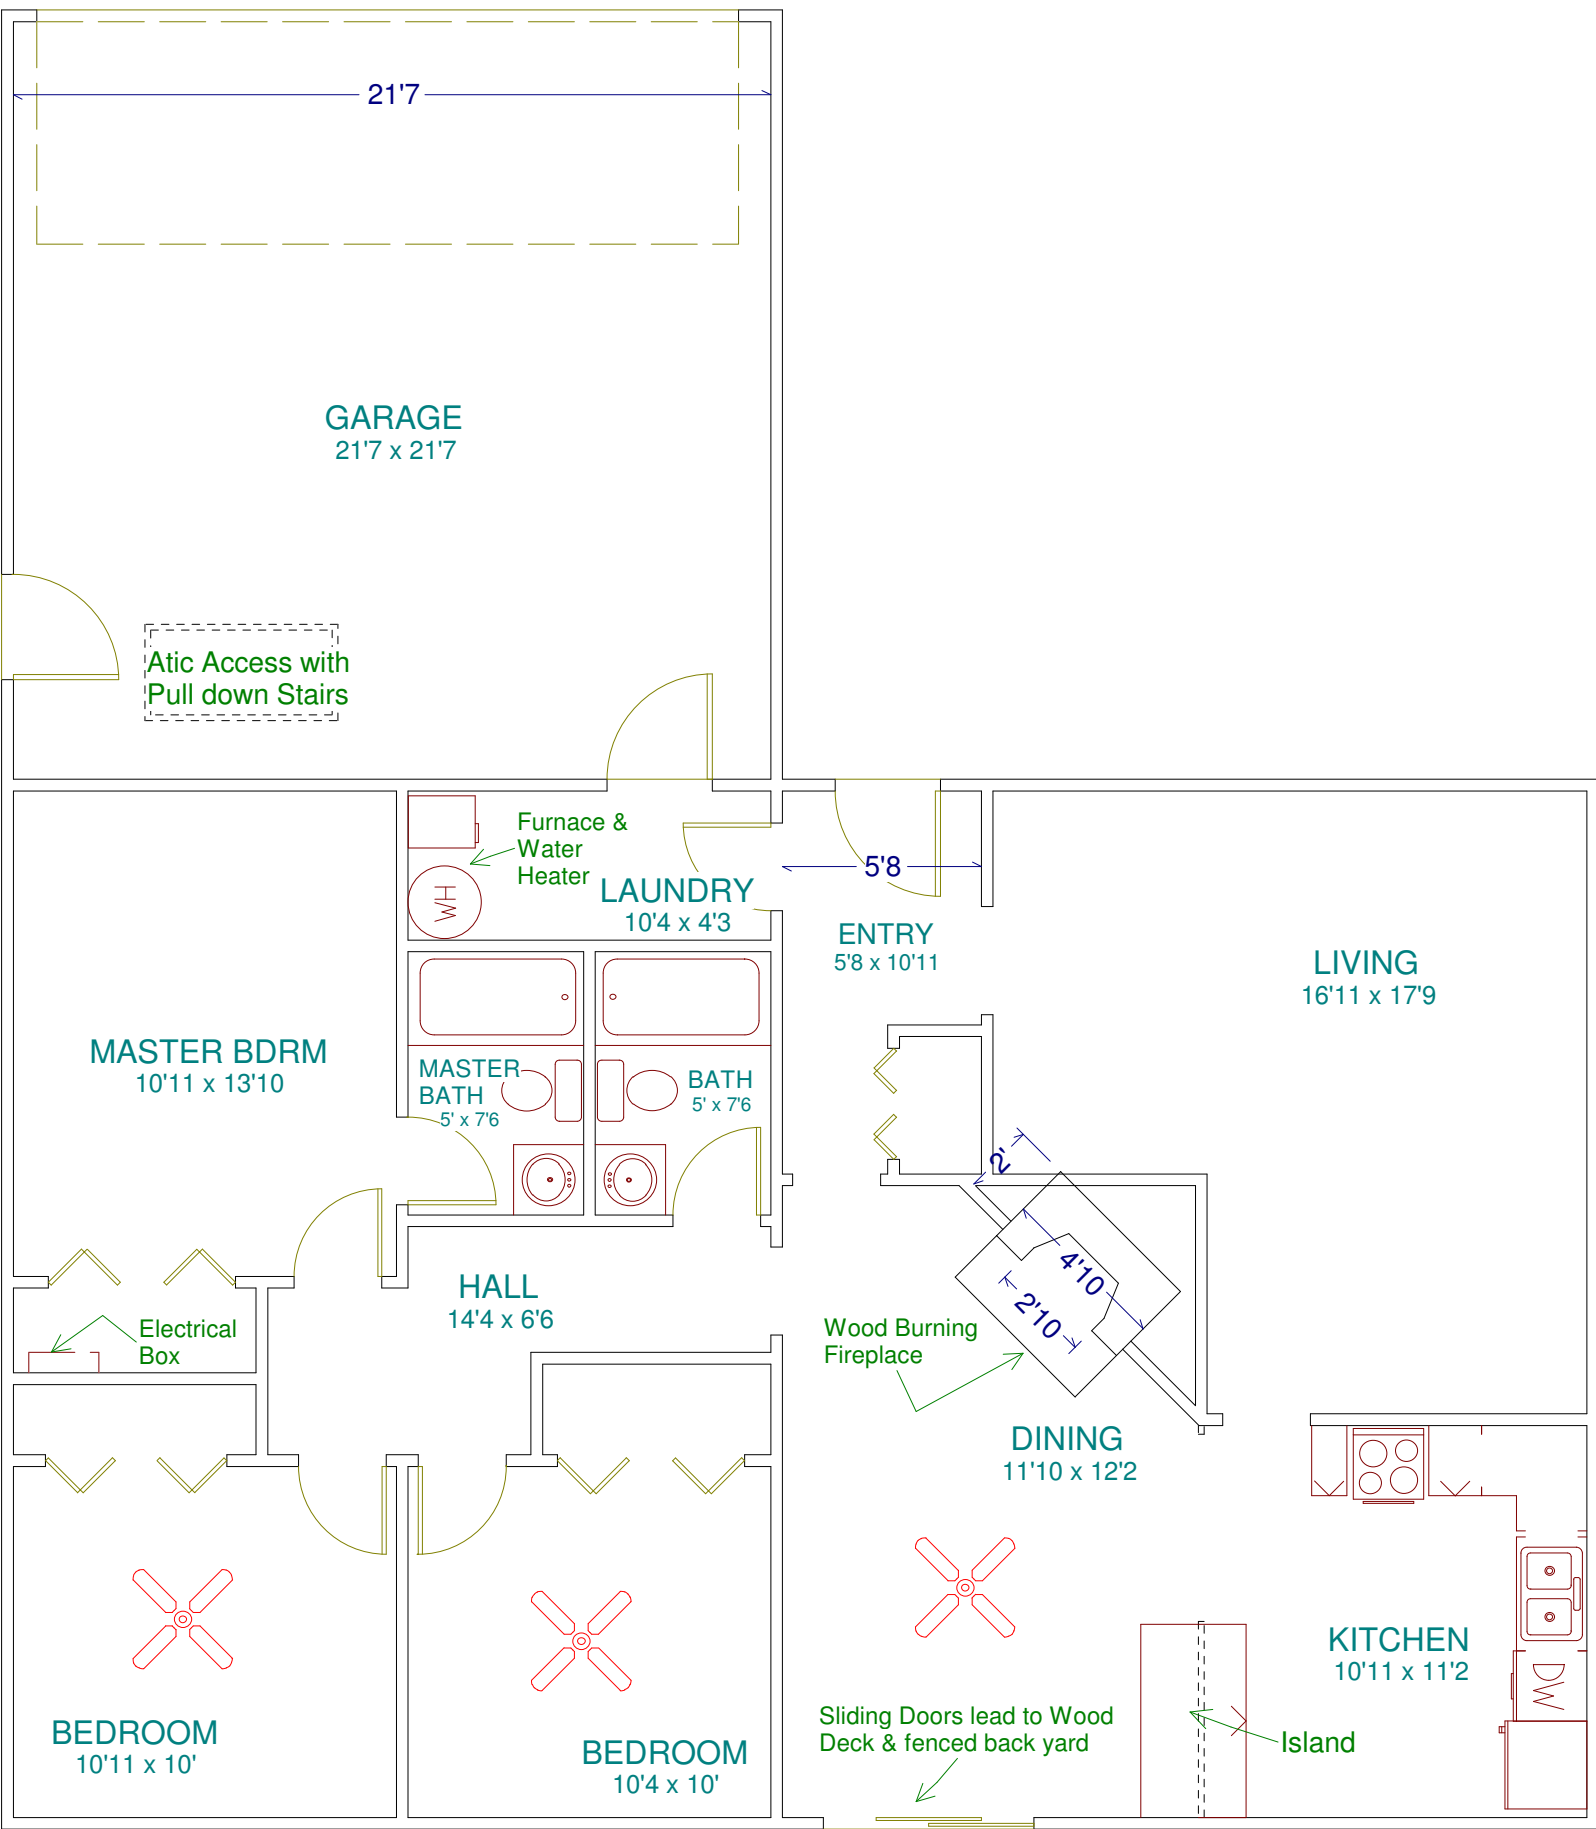 21'7
GARAGE
21'7 x 21'7
Atic Access with
Pull down Stairs
Furnace &
Water
Heater
WH
LAUNDRY
10'4 x 4'3
5'8
ENTRY
5'8 x 10'11
LIVING
16'11 x 17'9
MASTER BDRM
10'11 x 13'10
MASTER
BATH
5' x 7'6
BATH
5' x 7'6
2'
4'10
2'10
HALL
14'4 x 6'6
Electrical
Box
Wood Burning
Fireplace
DINING
11'10 x 12'2
KITCHEN
10'11 x 11'2
DW
Sliding Doors lead to Wood
Deck & fenced back yard
Island
BEDROOM
10'11 x 10'
BEDROOM
10'4 x 10'